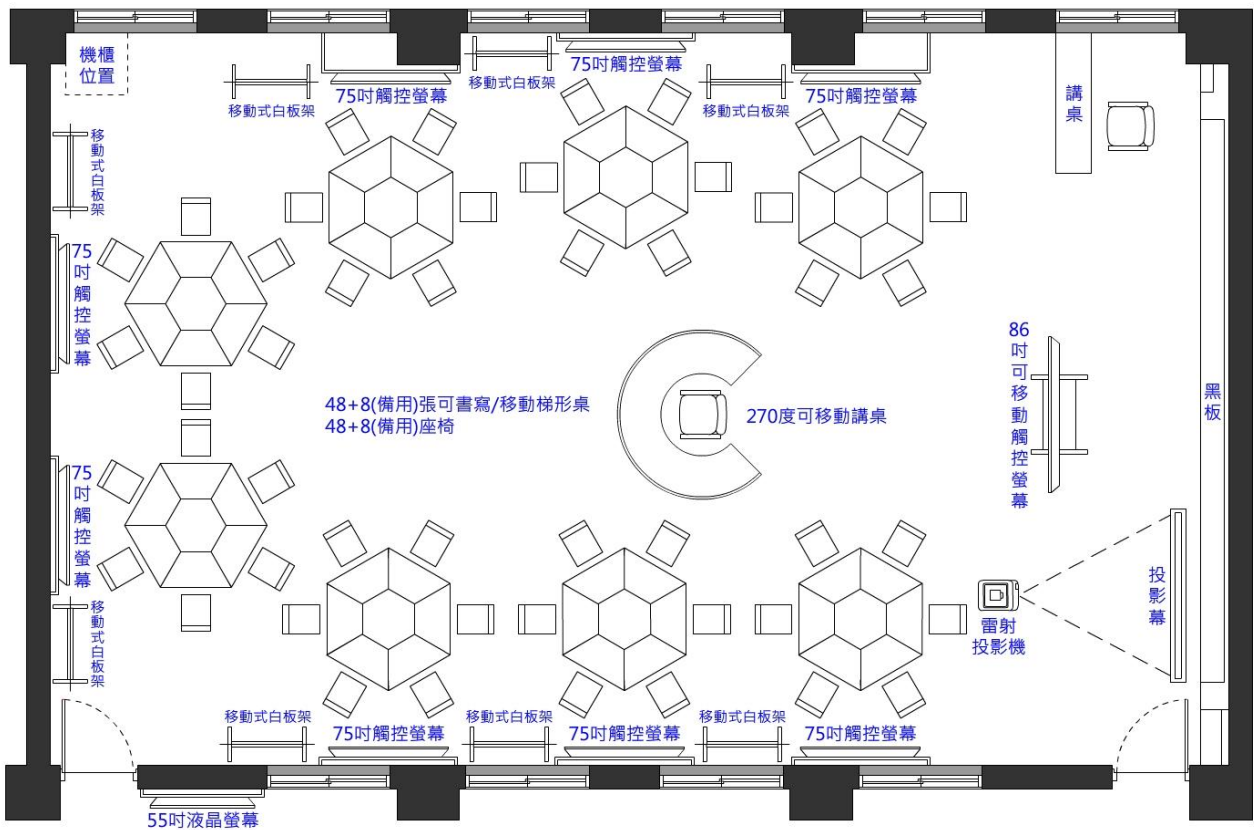 機櫃
位置
移動式白板架
75吋觸控螢幕
移動式白板架
75吋觸控螢幕
移動式白板架
75吋觸控螢幕
講桌
移動式白板架
75吋觸控螢幕
48+8(備用)張可書寫/移動梯形桌
48+8(備用)座椅
270度可移動講桌
86吋可移動觸控螢幕
黑板
75吋觸控螢幕
移動式白板架
雷射
投影機
投影幕
移動式白板架
75吋觸控螢幕
移動式白板架
75吋觸控螢幕
移動式白板架
75吋觸控螢幕
55吋液晶螢幕